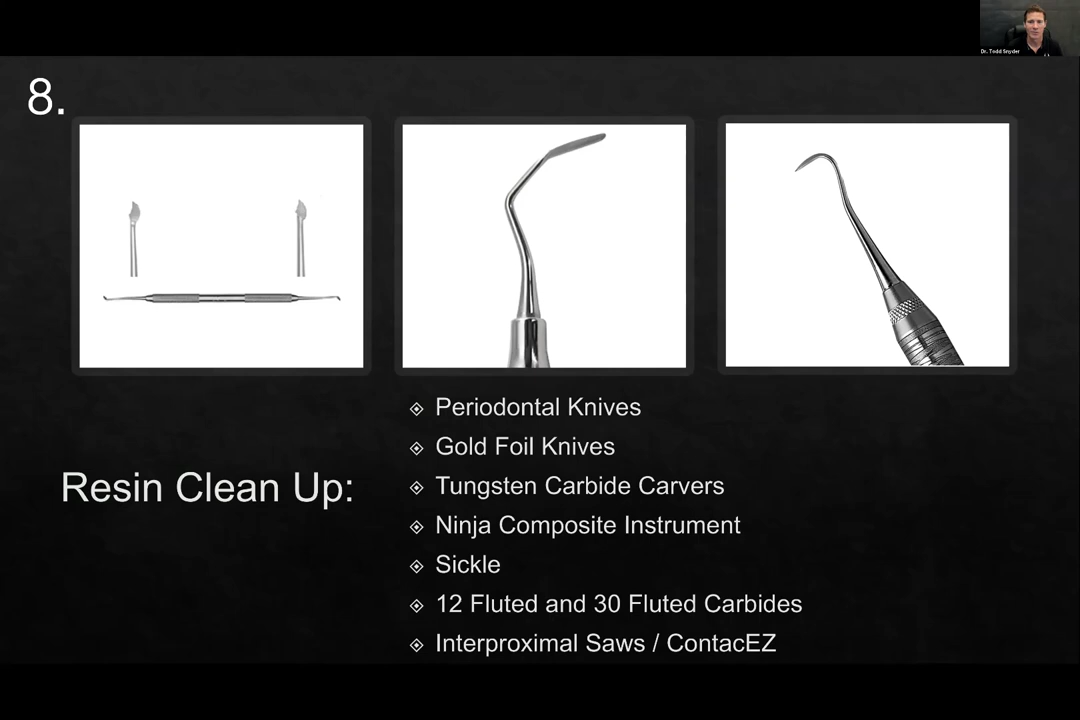 Dr. Todd Snyder
8.
Resin Clean Up:
Periodontal Knives
Gold Foil Knives
Tungsten Carbide Carvers
Ninja Composite Instrument
Sickle
12 Fluted and 30 Fluted Carbides
Interproximal Saws / ContacEZ